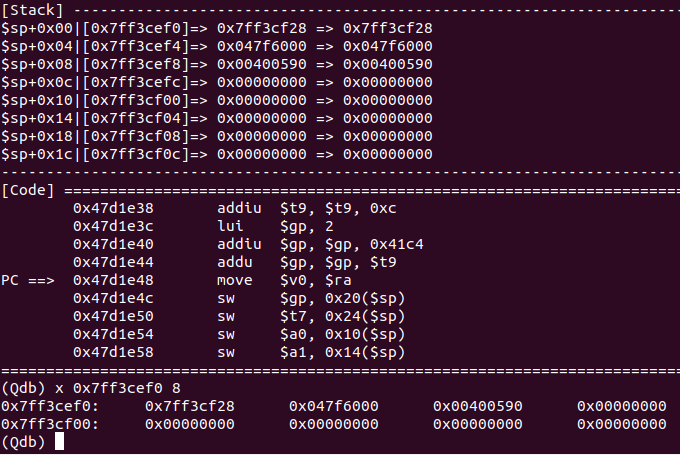 [Stack] --------------------------------------------------------------------
$sp+0x00|[0x7ff3cef0]=> 0x7ff3cf28 => 0x7ff3cf28
$sp+0x04|[0x7ff3cef4]=> 0x047f6000 => 0x047f6000
$sp+0x08|[0x7ff3cef8]=> 0x00400590 => 0x00400590
$sp+0x0c|[0x7ff3cefc]=> 0x00000000 => 0x00000000
$sp+0x10|[0x7ff3cf00]=> 0x00000000 => 0x00000000
$sp+0x14|[0x7ff3cf04]=> 0x00000000 => 0x00000000
$sp+0x18|[0x7ff3cf08]=> 0x00000000 => 0x00000000
$sp+0x1c|[0x7ff3cf0c]=> 0x00000000 => 0x00000000
----------------------------------------------------------------------------
[Code] =====================================================================
        0x47d1e38       addiu  $t9, $t9, 0xc
        0x47d1e3c       lui    $gp, 2
        0x47d1e40       addiu  $gp, $gp, 0x41c4
        0x47d1e44       addu   $gp, $gp, $t9
PC ==>  0x47d1e48       move   $v0, $ra
        0x47d1e4c       sw     $gp, 0x20($sp)
        0x47d1e50       sw     $t7, 0x24($sp)
        0x47d1e54       sw     $a0, 0x10($sp)
        0x47d1e58       sw     $a1, 0x14($sp)
============================================================================
(Qdb) x 0x7ff3cef0 8
0x7ff3cef0:     0x7ff3cf28      0x047f6000      0x00400590      0x00000000
0x7ff3cf00:     0x00000000      0x00000000      0x00000000      0x00000000
(Qdb)